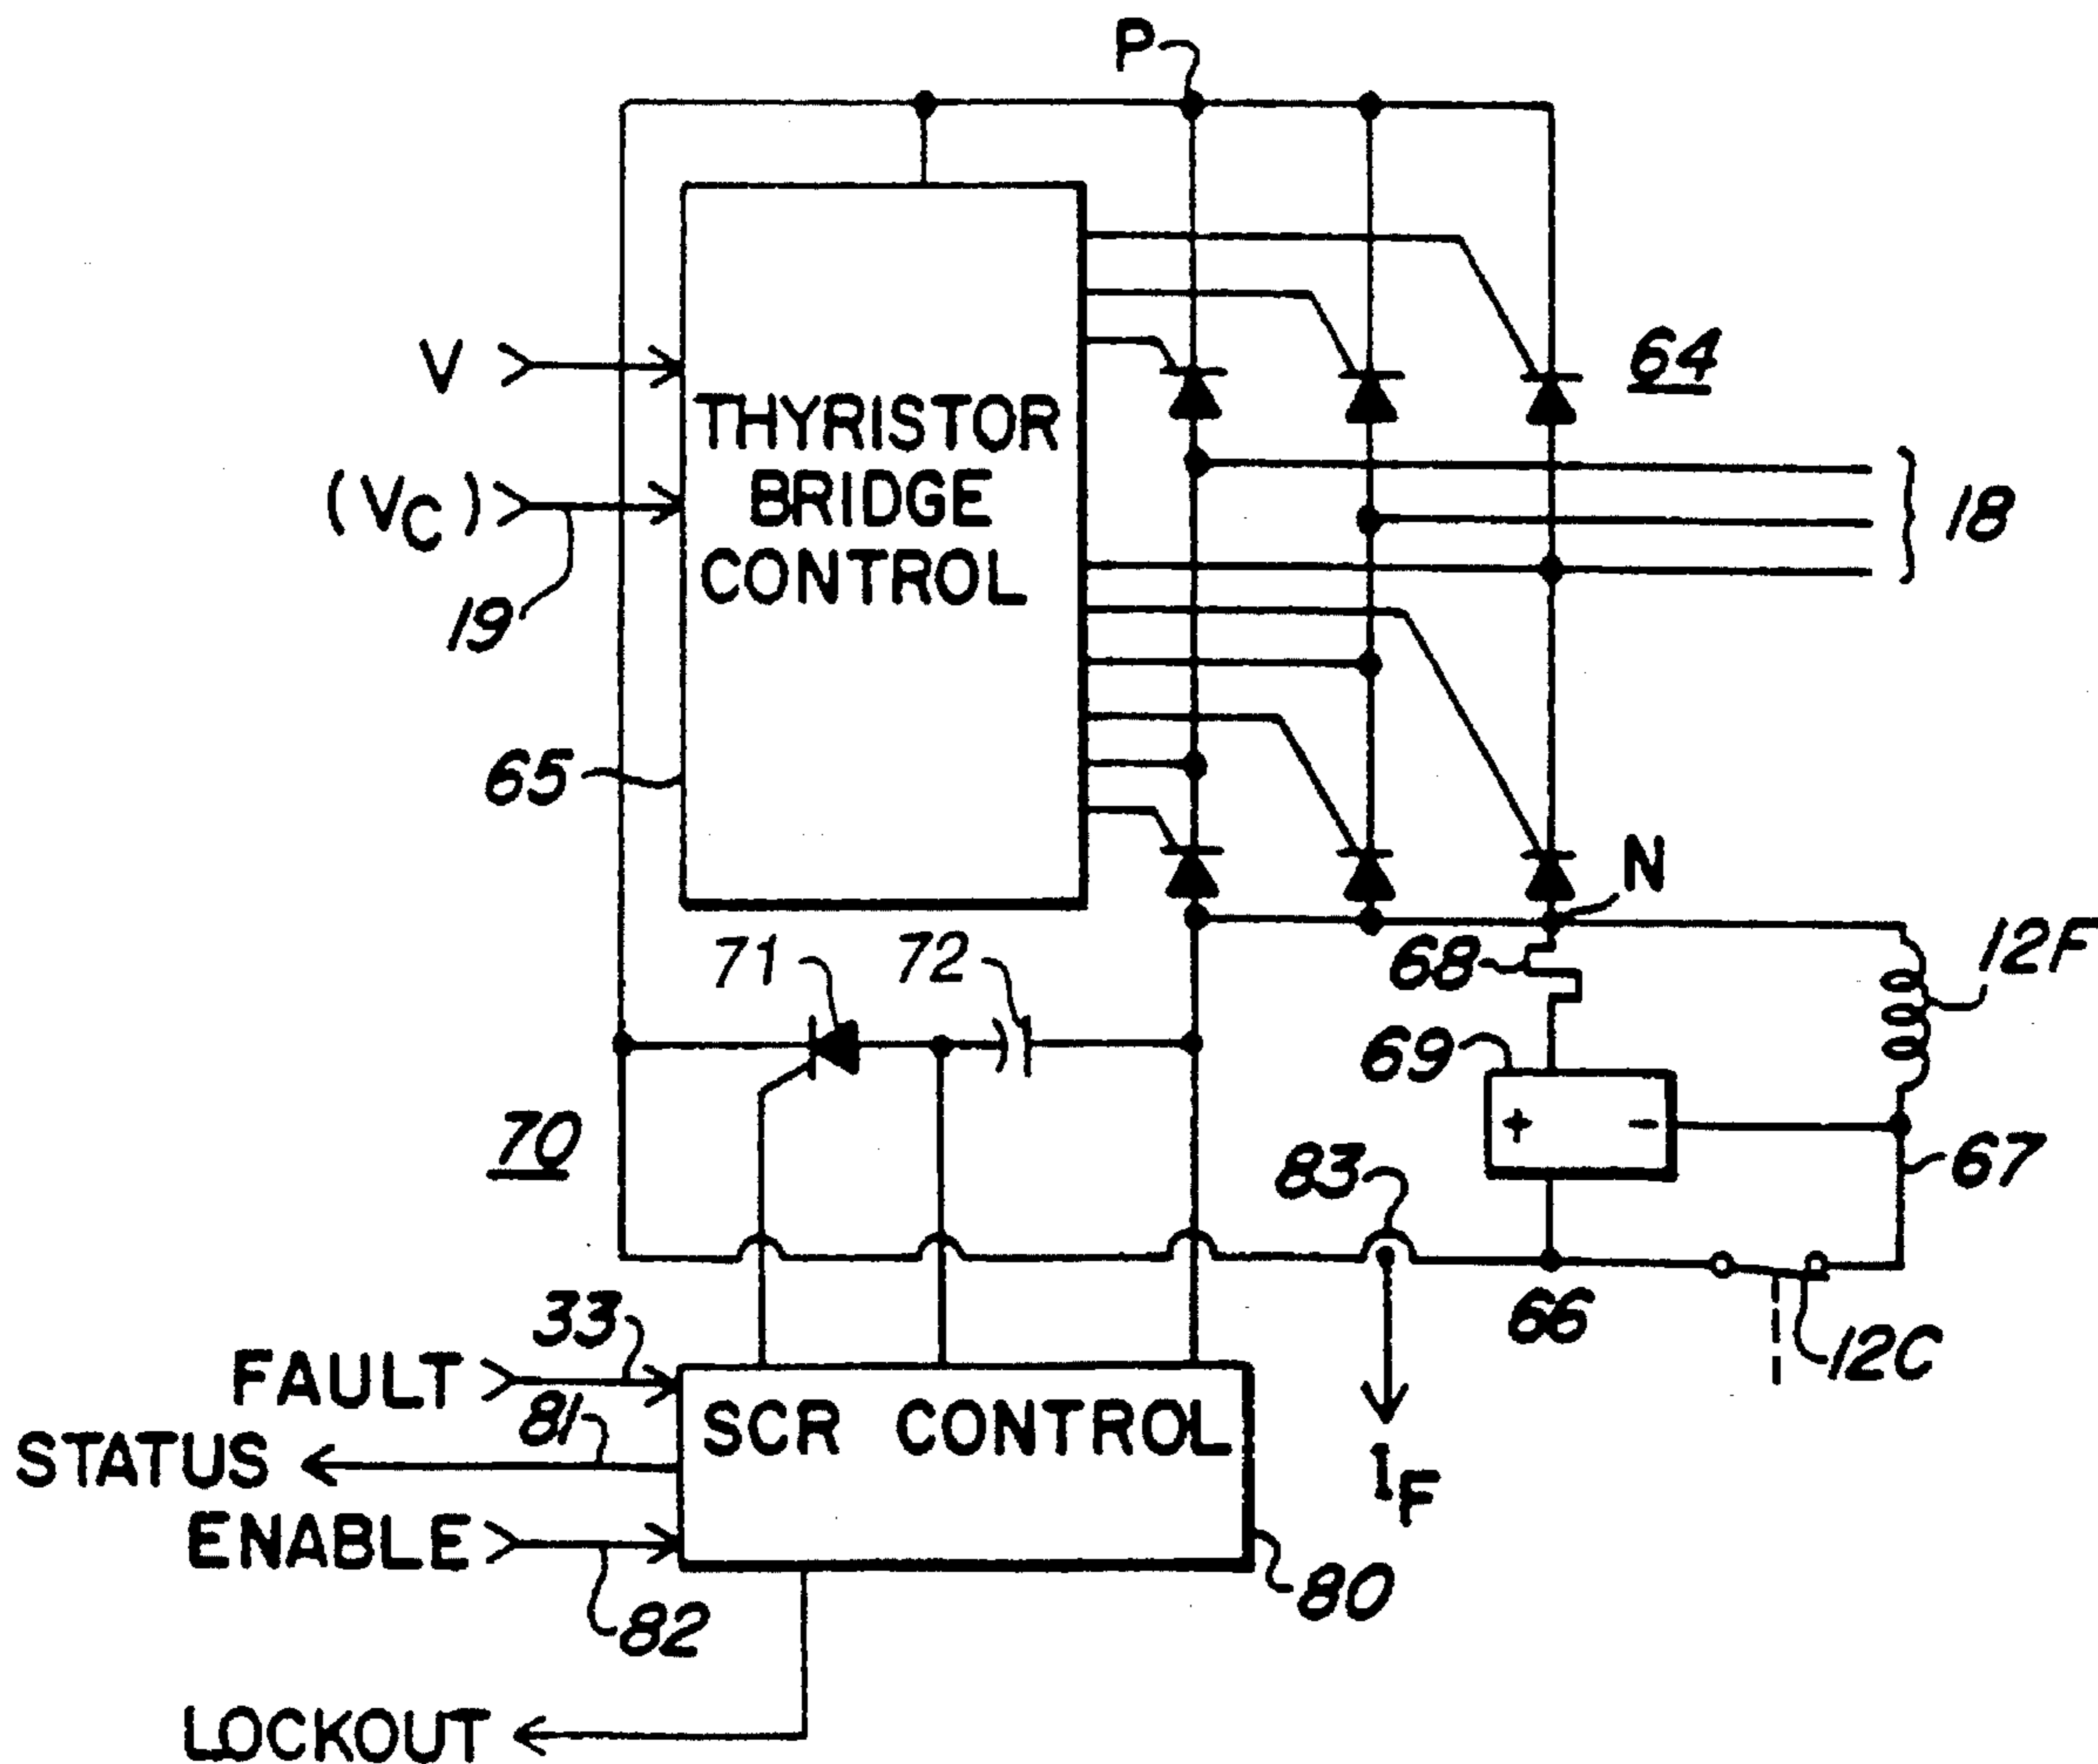 P
V
THYRISTOR
BRIDGE
CONTROL
64
(VC)
18
19
65
N
71
72
68
12F
69
70
83
67
66
12C
33
FAULT
81
SCR CONTROL
STATUS
IF
ENABLE
80
82
LOCKOUT